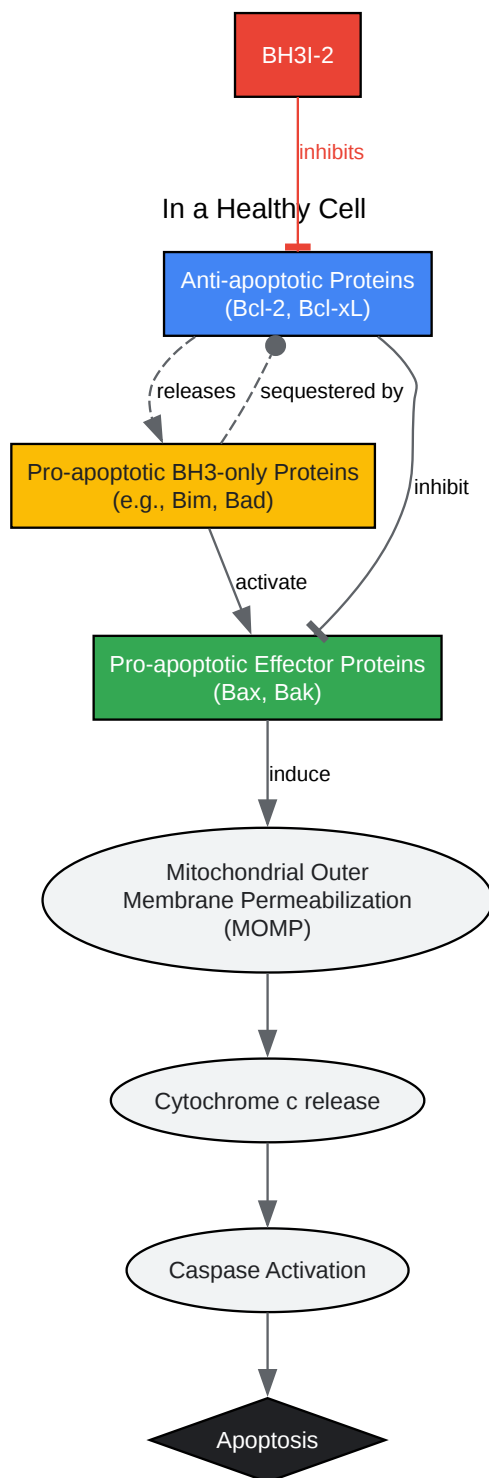 BH3I-2
inhibits
In a Healthy Cell
Anti-apoptotic Proteins
(Bcl-2, Bcl-xL)
releases
sequestered by
Pro-apoptotic BH3-only Proteins
(e.g., Bim, Bad)
inhibit
activate
Pro-apoptotic Effector Proteins
(Bax, Bak)
induce
Mitochondrial Outer
Membrane Permeabilization
(MOMP)
Cytochrome c release
Caspase Activation
Apoptosis